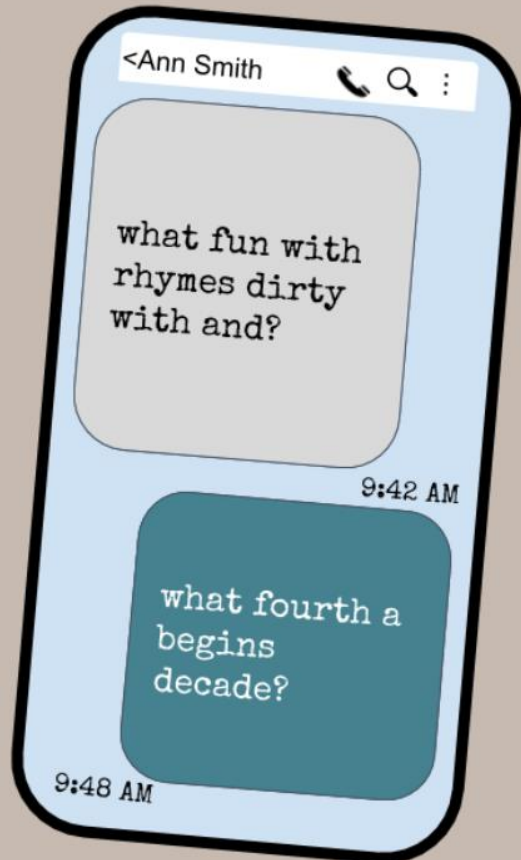 <Ann Smith
what fun with
rhymes dirty
with and?
9:42 AM
what fourth a
begins
decade?
9:48 AM